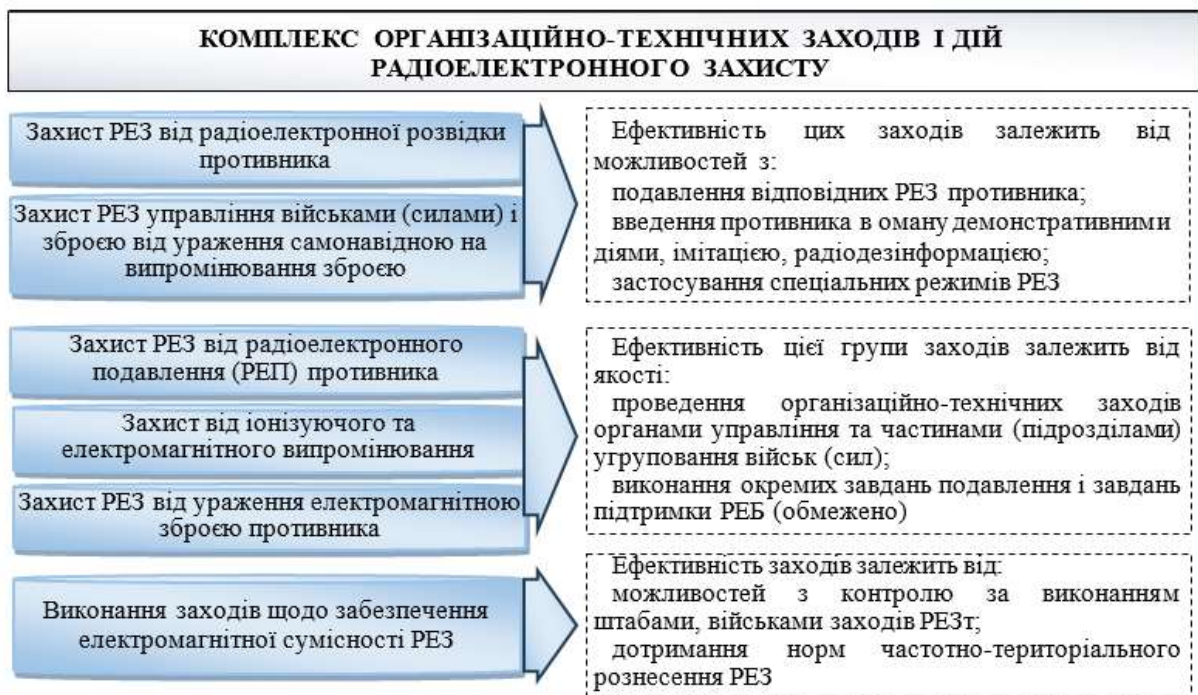 КОМПЛЕКС ОРГАНІЗАЦІЙНО-ТЕХНІЧНИХ ЗАХОДІВ І ДІЙ
РАДІОЕЛЕКТРОННОГО ЗАХИСТУ
Захист РЕЗ від радіоелектронної розвідки
противника
Захист РЕЗ управління військами (силами) і
зброєю від ураження самонавідною на
випромінювання зброєю
Ефективність цих заходів залежить від
можливостей з:
подавлення відповідних РЕЗ противника;
введення противника в оману демонстративними
діями, імітацією, радіодезінформацією;
застосування спеціальних режимів РЕЗ
Захист РЕЗ від радіоелектронного
подавлення (РЕП) противника
Захист від іонізуючого та
електромагнітного випромінювання
Захист РЕЗ від ураження електромагнітною
зброєю противника
Ефективність цієї групи заходів залежить від
якості:
проведення організаційно-технічних заходів
органами управління та частинами (підрозділами)
угруповання військ (сил);
виконання окремих завдань подавлення і завдань
підтримки РЕБ (обмежено)
Виконання заходів щодо забезпечення
електромагнітної сумісності РЕЗ
Ефективність заходів залежить від:
можливостей з контролю за виконанням
штабами, військами заходів РЕЗт;
дотримання норм частотно-територіального
рознесення РЕЗ